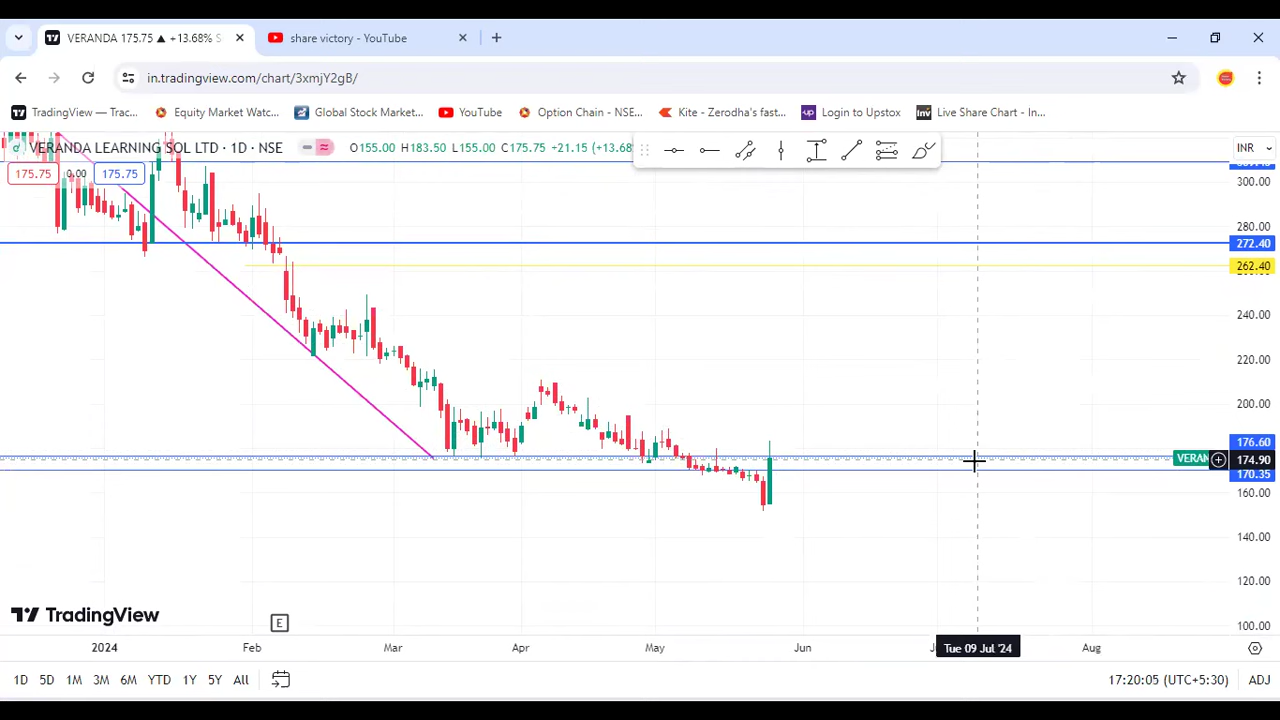 VERANDA 175.75 ▲ +13.68% S
share victory - YouTube
in.tradingview.com/chart/3xmjY2gB/
TradingView — Trac...
Equity Market Watc...
Global Stock Market...
YouTube
Option Chain - NSE...
Kite - Zerodha's fast...
up
Login to Upstox
Inv
Live Share Chart - In...
VERANDA LEARNING SOL LTD · 1D · NSE
O155.00 H183.50 L155.00 C175.75 +21.15 (+13.68%
INR
175.75
0.00
175.75
300.00
280.00
272.40
262.40
240.00
220.00
200.00
176.60
VERAN
174.90
170.35
160.00
140.00
120.00
100.00
TradingView
E
2024
Feb
Mar
Apr
May
Jun
Tue 09 Jul '24
Aug
1D
5D
1M
3M
6M
YTD
1Y
5Y
All
17:20:05 (UTC+5:30)
ADJ